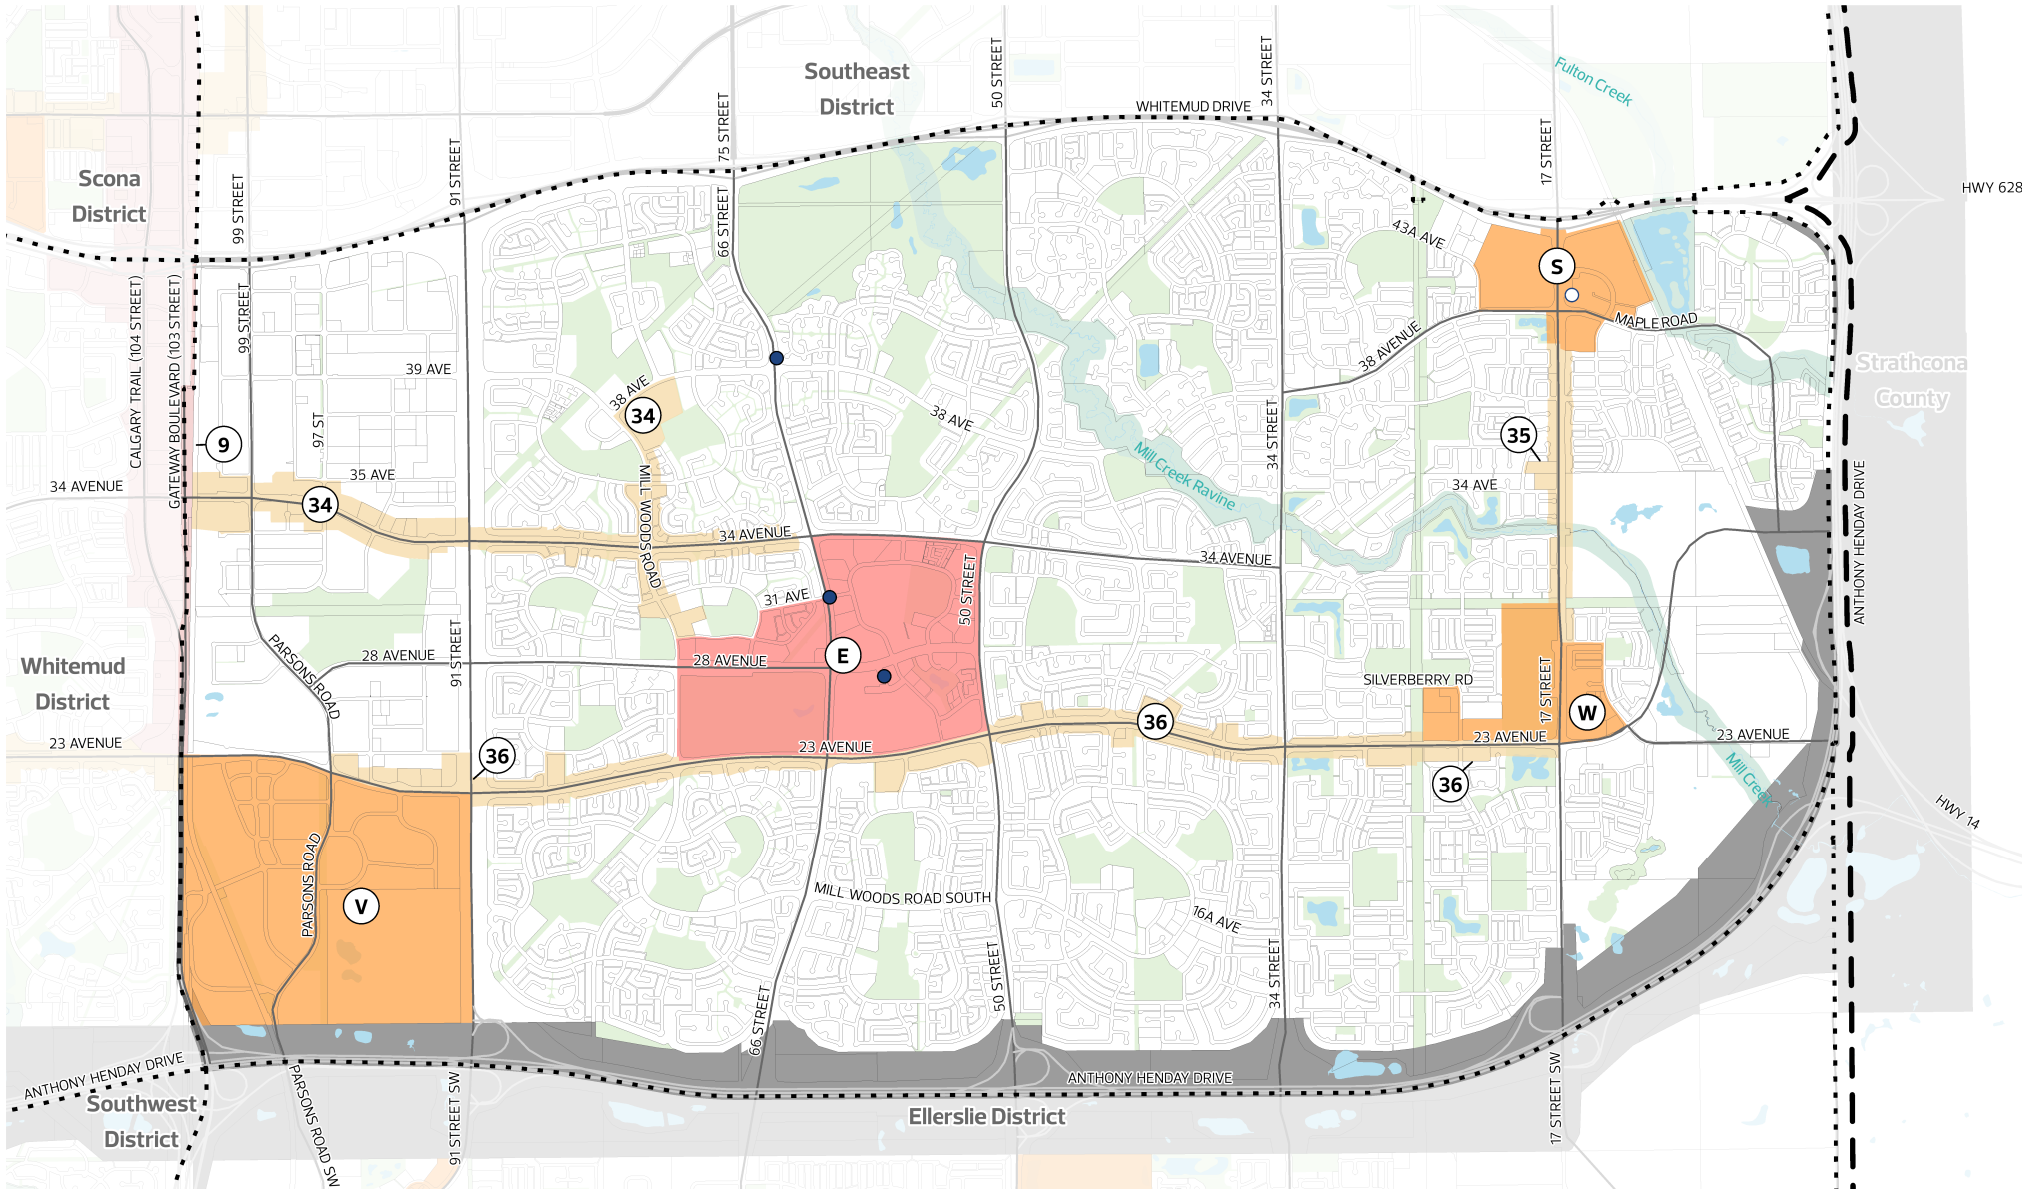 Southeast
District
50 STREET
34 STREET
WHITEMUD DRIVE
Fulton Creek
75 STREET
17 STREET
91 STREET
Scona
District
99 STREET
66 STREET
HWY 628
43A AVE
S
CALGARY TRAIL (104 STREET)
GATEWAY BOULEVARD (103 STREET)
99 STREET
MAPLE ROAD
38 AVENUE
39 AVE
Strathcona
County
38 AVE
34
38 AVE
97 ST
9
34 STREET
35
Mill Creek Ravine
35 AVE
34 AVENUE
34 AVE
34
MILL WOODS ROAD
34 AVENUE
34 AVENUE
ANTHONY HENDAY DRIVE
50 STREET
31 AVE
PARSONS ROAD
91 STREET
28 AVENUE
28 AVENUE
E
Whitemud
District
SILVERBERRY RD
17 STREET
W
36
23 AVENUE
23 AVENUE
23 AVENUE
23 AVENUE
36
36
Mill Creek
HWY 14
PARSONS ROAD
V
MILL WOODS ROAD SOUTH
16A AVE
50 STREET
34 STREET
66 STREET
ANTHONY HENDAY DRIVE
ANTHONY HENDAY DRIVE
Southwest
District
PARSONS ROAD SW
91 STREET SW
17 STREET SW
Ellerslie District